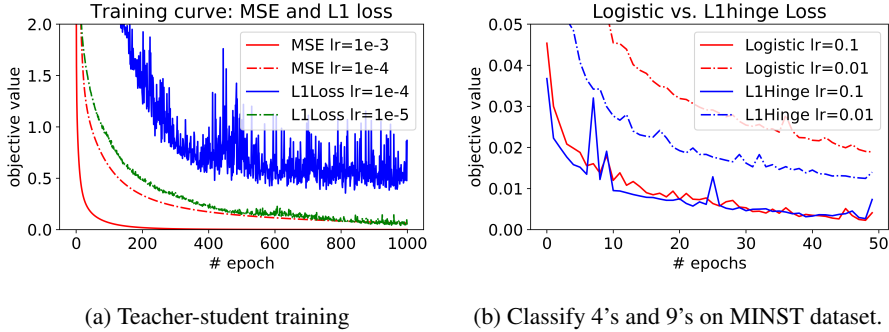 Training curve: MSE and L1 loss
2.0
1.5
1.0
0.5
0.0
objective value
MSE lr=1e-3
MSE lr=1e-4
L1Loss lr=1e-4
L1Loss lr=1e-5
0 200 400 600 800 1000
# epoch
(a) Teacher-student training
Logistic vs. L1hinge Loss
0.05
0.04
0.03
0.02
0.01
0.00
objective value
Logistic lr=0.1
Logistic lr=0.01
L1Hinge lr=0.1
L1Hinge lr=0.01
0 10 20 30 40 50
# epochs
(b) Classify 4's and 9's on MINST dataset.